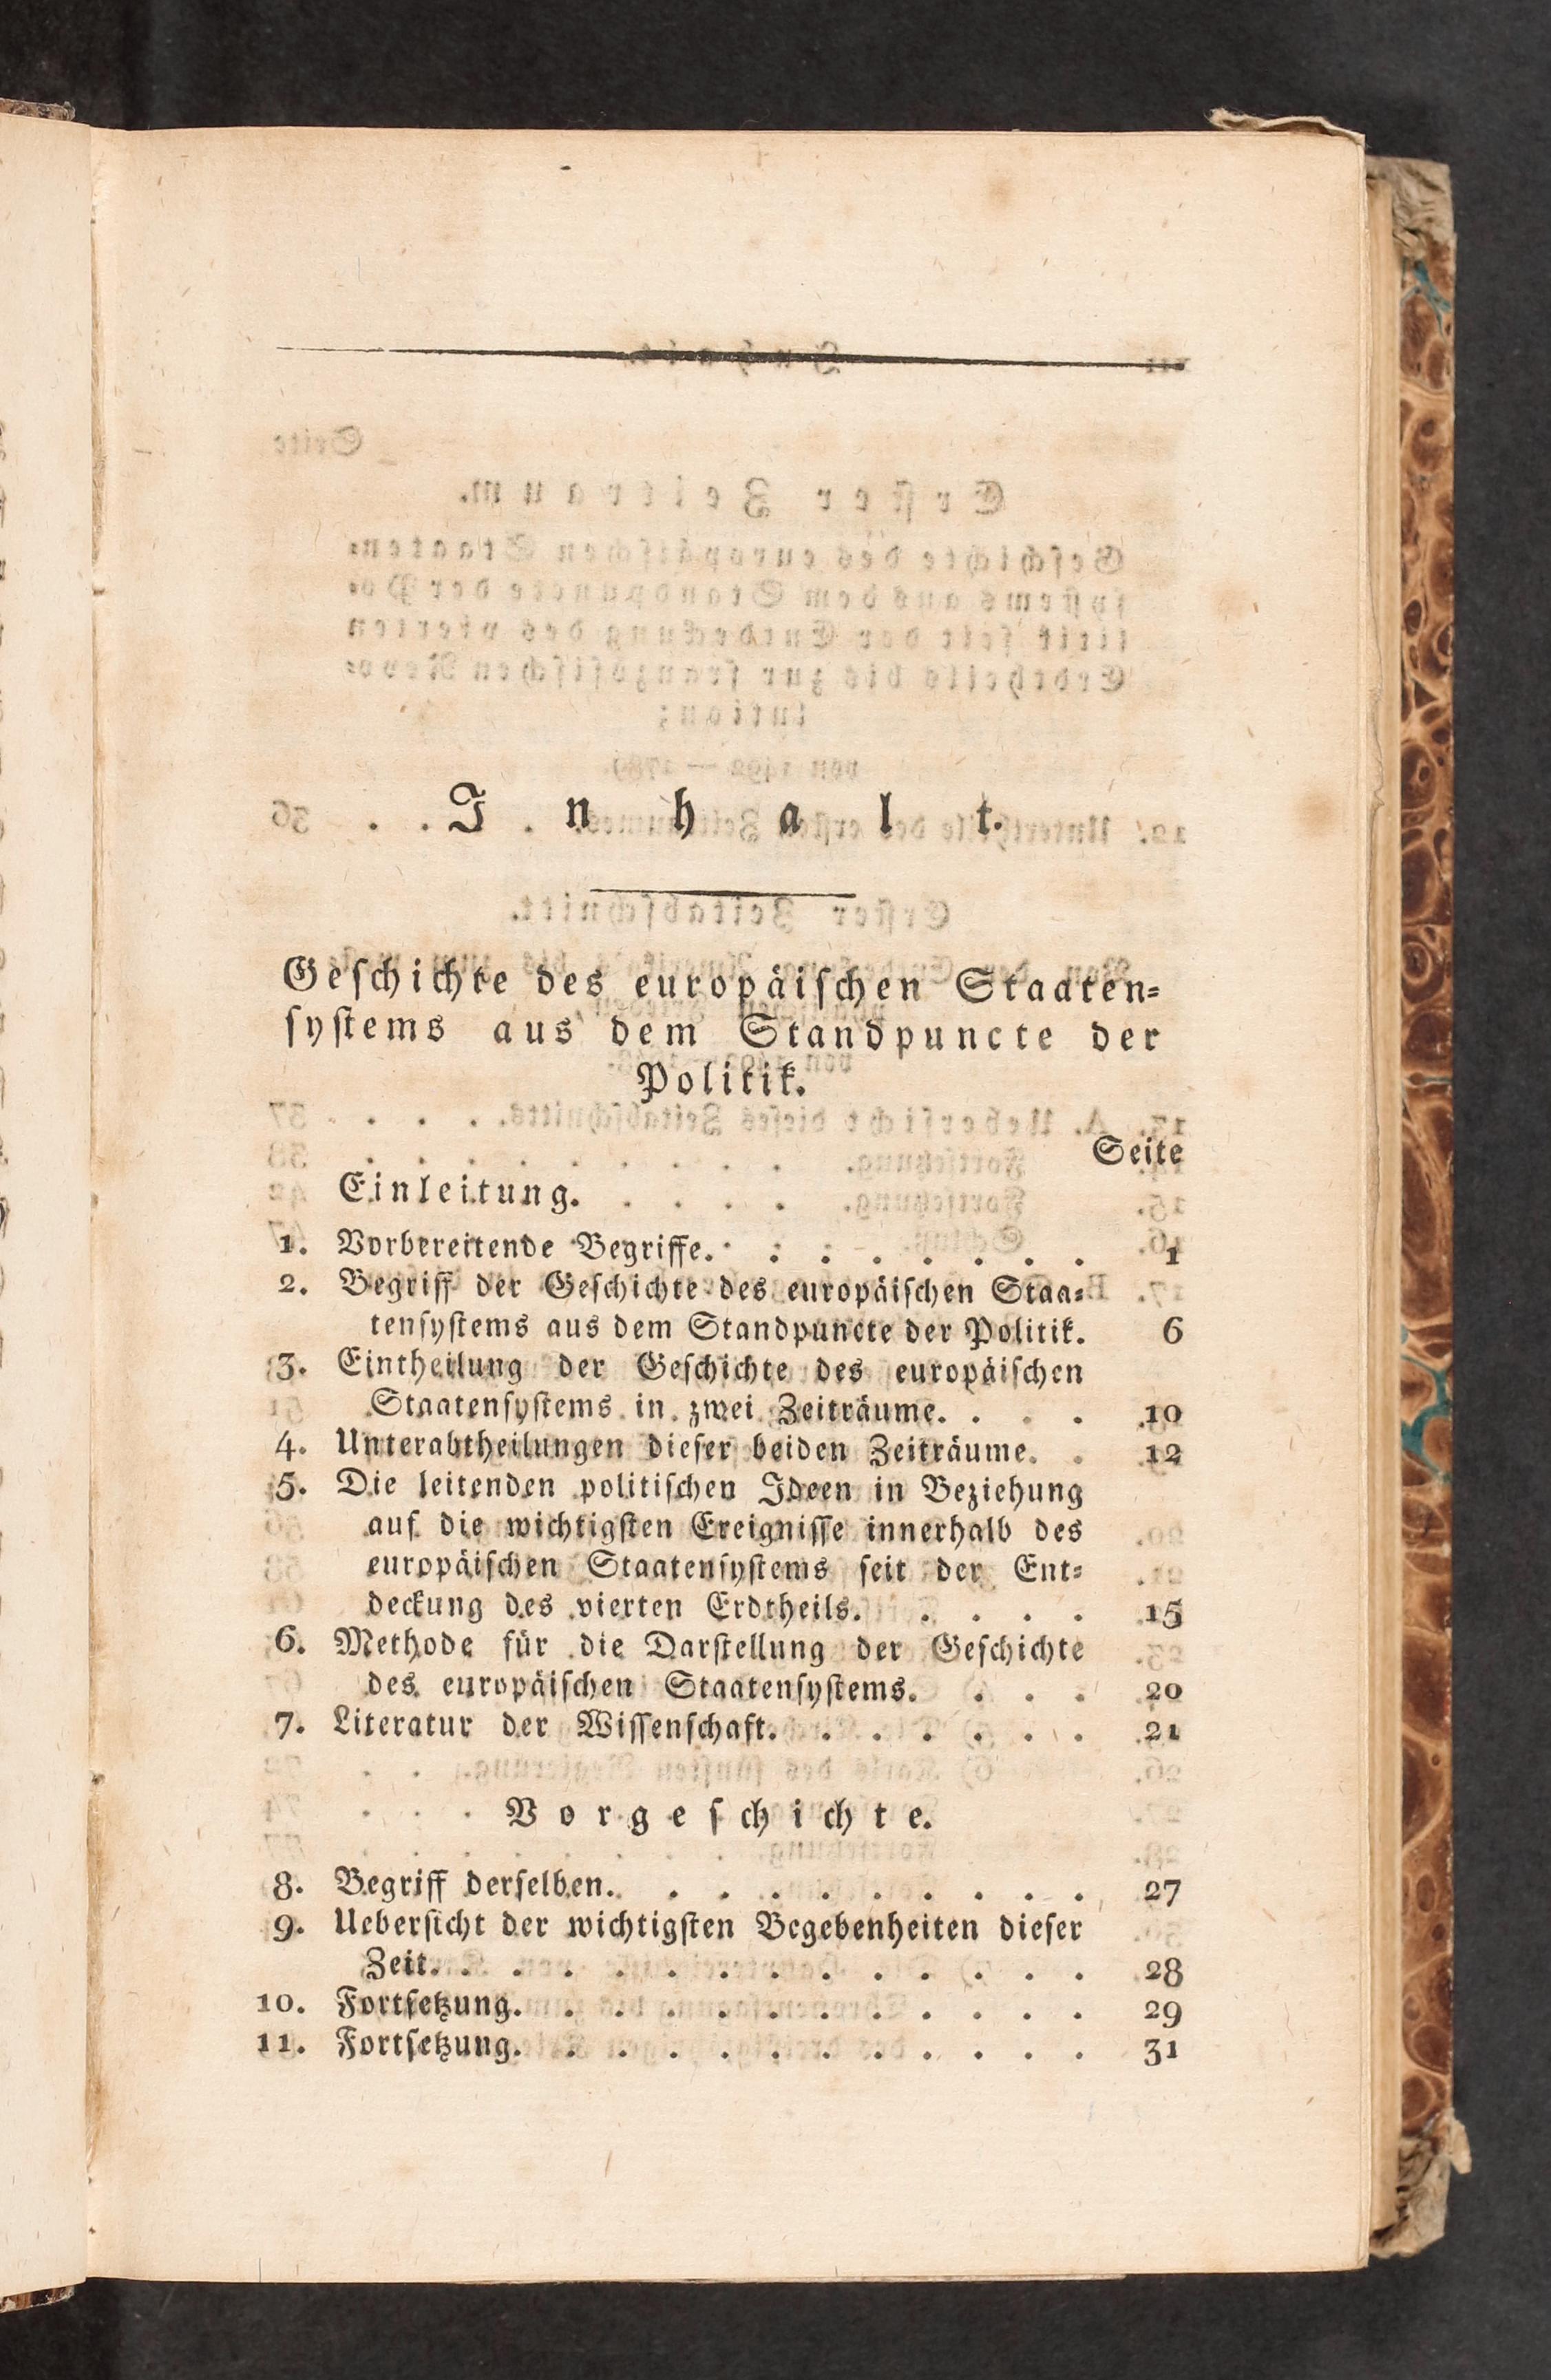 Inhalt.
Geschichte des europäischen Staaten-
systems aus dem Standpuncte der
Politik.
Seite
Einleitung.
1. Vorbereitende Begriffe. . . . . . . . 1
2. Begriff der Geschichte des europäischen Staa-
tensystems aus dem Standpuncte der Politik. 6
3. Eintheilung der Geschichte des europäischen
Staatensystems in zwei Zeiträume. . . . 10
4. Unterabtheilungen dieser beiden Zeiträume. . 12
5. Die leitenden politischen Ideen in Beziehung
auf die wichtigsten Ereignisse innerhalb des
europäischen Staatensystems seit der Ent-
deckung des vierten Erdtheils. . . . . 15
6. Methode für die Darstellung der Geschichte
des europäischen Staatensystems. . . . 20
7. Literatur der Wissenschaft. . . . . . . 21
Vorgeschichte.
8. Begriff derselben. . . . . . . . . . 27
9. Uebersicht der wichtigsten Begebenheiten dieser
Zeit. . . . . . . . . . . . . . 28
10. Fortsetzung. . . . . . . . . . . . 29
11. Fortsetzung. . . . . . . . . . . . 31